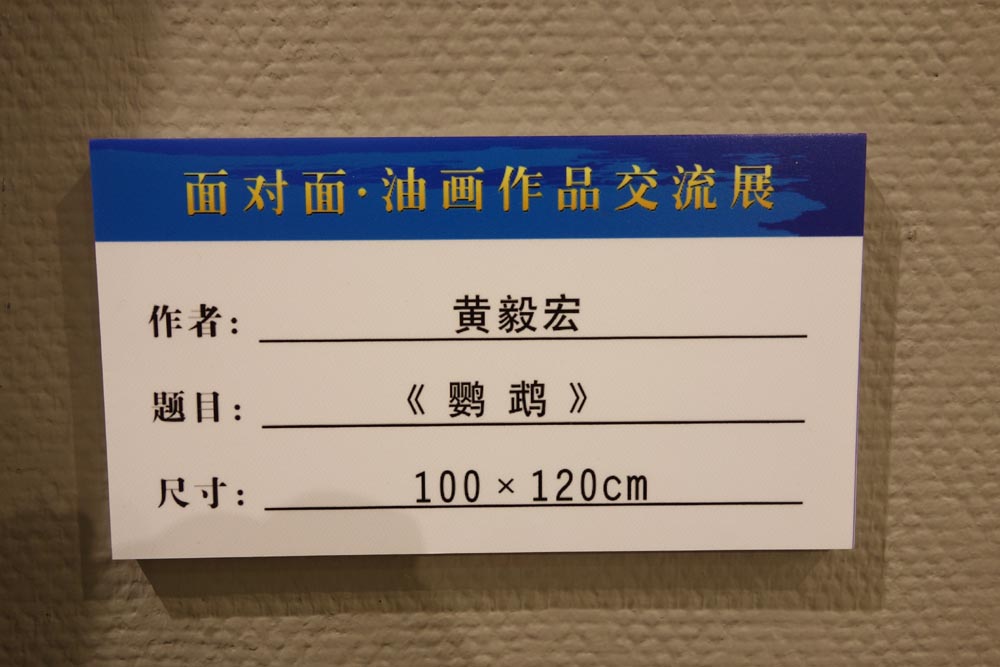 面对面·油画作品交流展
作者: 黄毅宏
题目: 《鹦鹉》
尺寸: 100×120cm